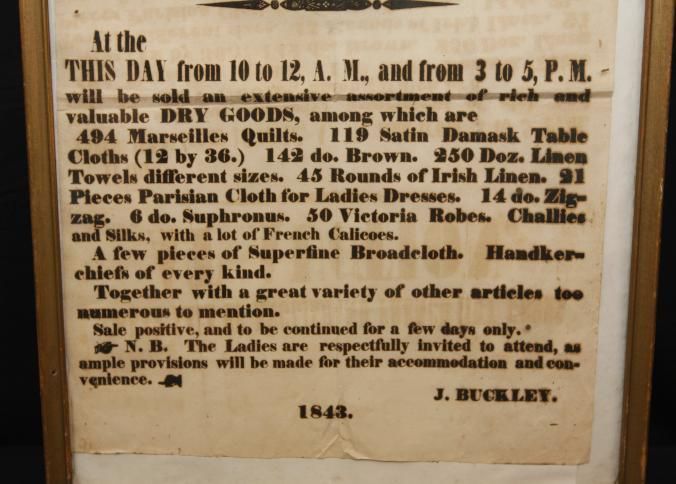 At the
THIS DAY from 10 to 12, A. M., and from 3 to 5, P. M.
will be sold an extensive assortment of rich and
valuable DRY GOODS, among which are
494 Marseilles Quilts. 119 Satin Damask Table
Cloths (12 by 36.) 142 do. Brown. 250 Doz. Linen
Towels different sizes. 45 Rounds of Irish Linen. 21
Pieces Parisian Cloth for Ladies Dresses. 14 do. Zig-
zag. 6 do. Suphronus. 50 Victoria Robes. Challies
and Silks, with a lot of French Calicoes.
A few pieces of Superfine Broadcloth. Handker-
chiefs of every kind.
Together with a great variety of other articles too
numerous to mention.
Sale positive, and to be continued for a few days only.
N. B. The Ladies are respectfully invited to attend, as
ample provisions will be made for their accommodation and con-
venience.
J. BUCKLEY.
1843.